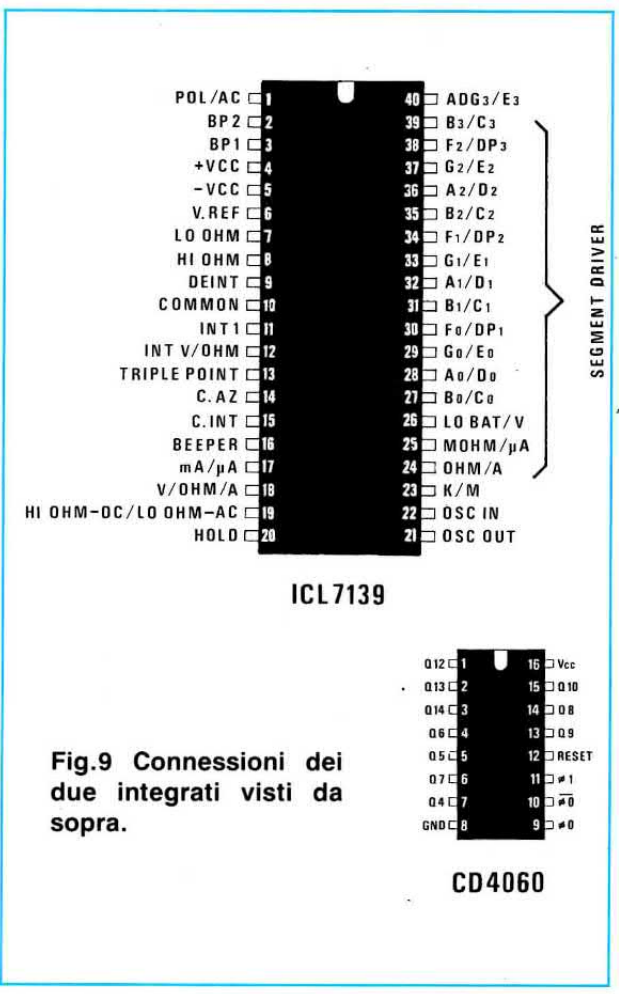 POL/AC 1 40 ADG3/E3
BP2 2 39 B3/C3
BP1 3 38 F2/DP3
+VCC 4 37 G2/E2
-VCC 5 36 A2/D2
V.REF 6 35 B2/C2
LO OHM 7 34 F1/DP2
HI OHM 8 33 G1/E1
DEINT 9 32 A1/D1
COMMON 10 31 B1/C1
INT1 11 30 F0/DP1
INT V/OHM 12 29 G0/E0
TRIPLE POINT 13 28 A0/D0
C.AZ 14 27 B0/C0
C.INT 15 26 LO BAT/V
BEEPER 16 25 MOHM/µA
mA/µA 17 24 OHM/A
V/OHM/A 18 23 K/M
HI OHM-DC/LO OHM-AC 19 22 OSC IN
HOLD 20 21 OSC OUT
SEGMENT DRIVER
ICL7139
Q12 1 16 Vcc
Q13 2 15 Q10
Q14 3 14 Q8
Q6 4 13 Q9
Q5 5 12 RESET
Q7 6 11 ≠1
Q4 7 10 ≠0
GND 8 9 ≠0
CD4060
Fig.9 Connessioni dei
due integrati visti da
sopra.